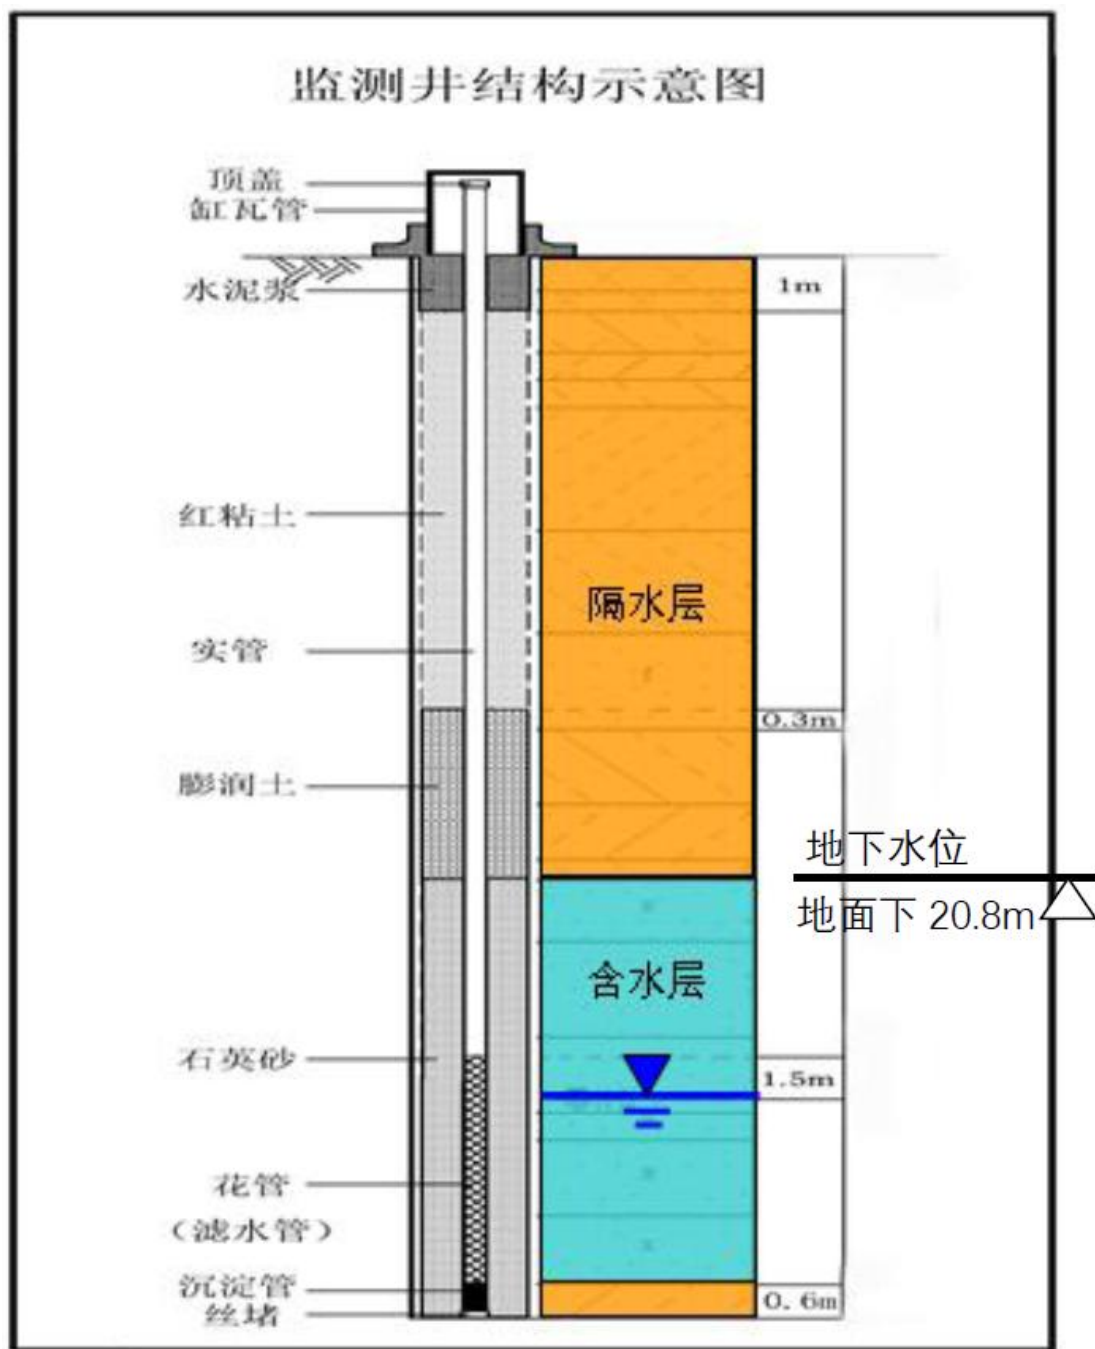 监测井结构示意图
顶盖
缸瓦管
水泥浆
1m
红粘土
隔水层
实管
0.3m
膨润土
地下水位
地面下 20.8m
含水层
石英砂
1.5m
花管
（滤水管）
沉淀管
0. 6m
丝堵